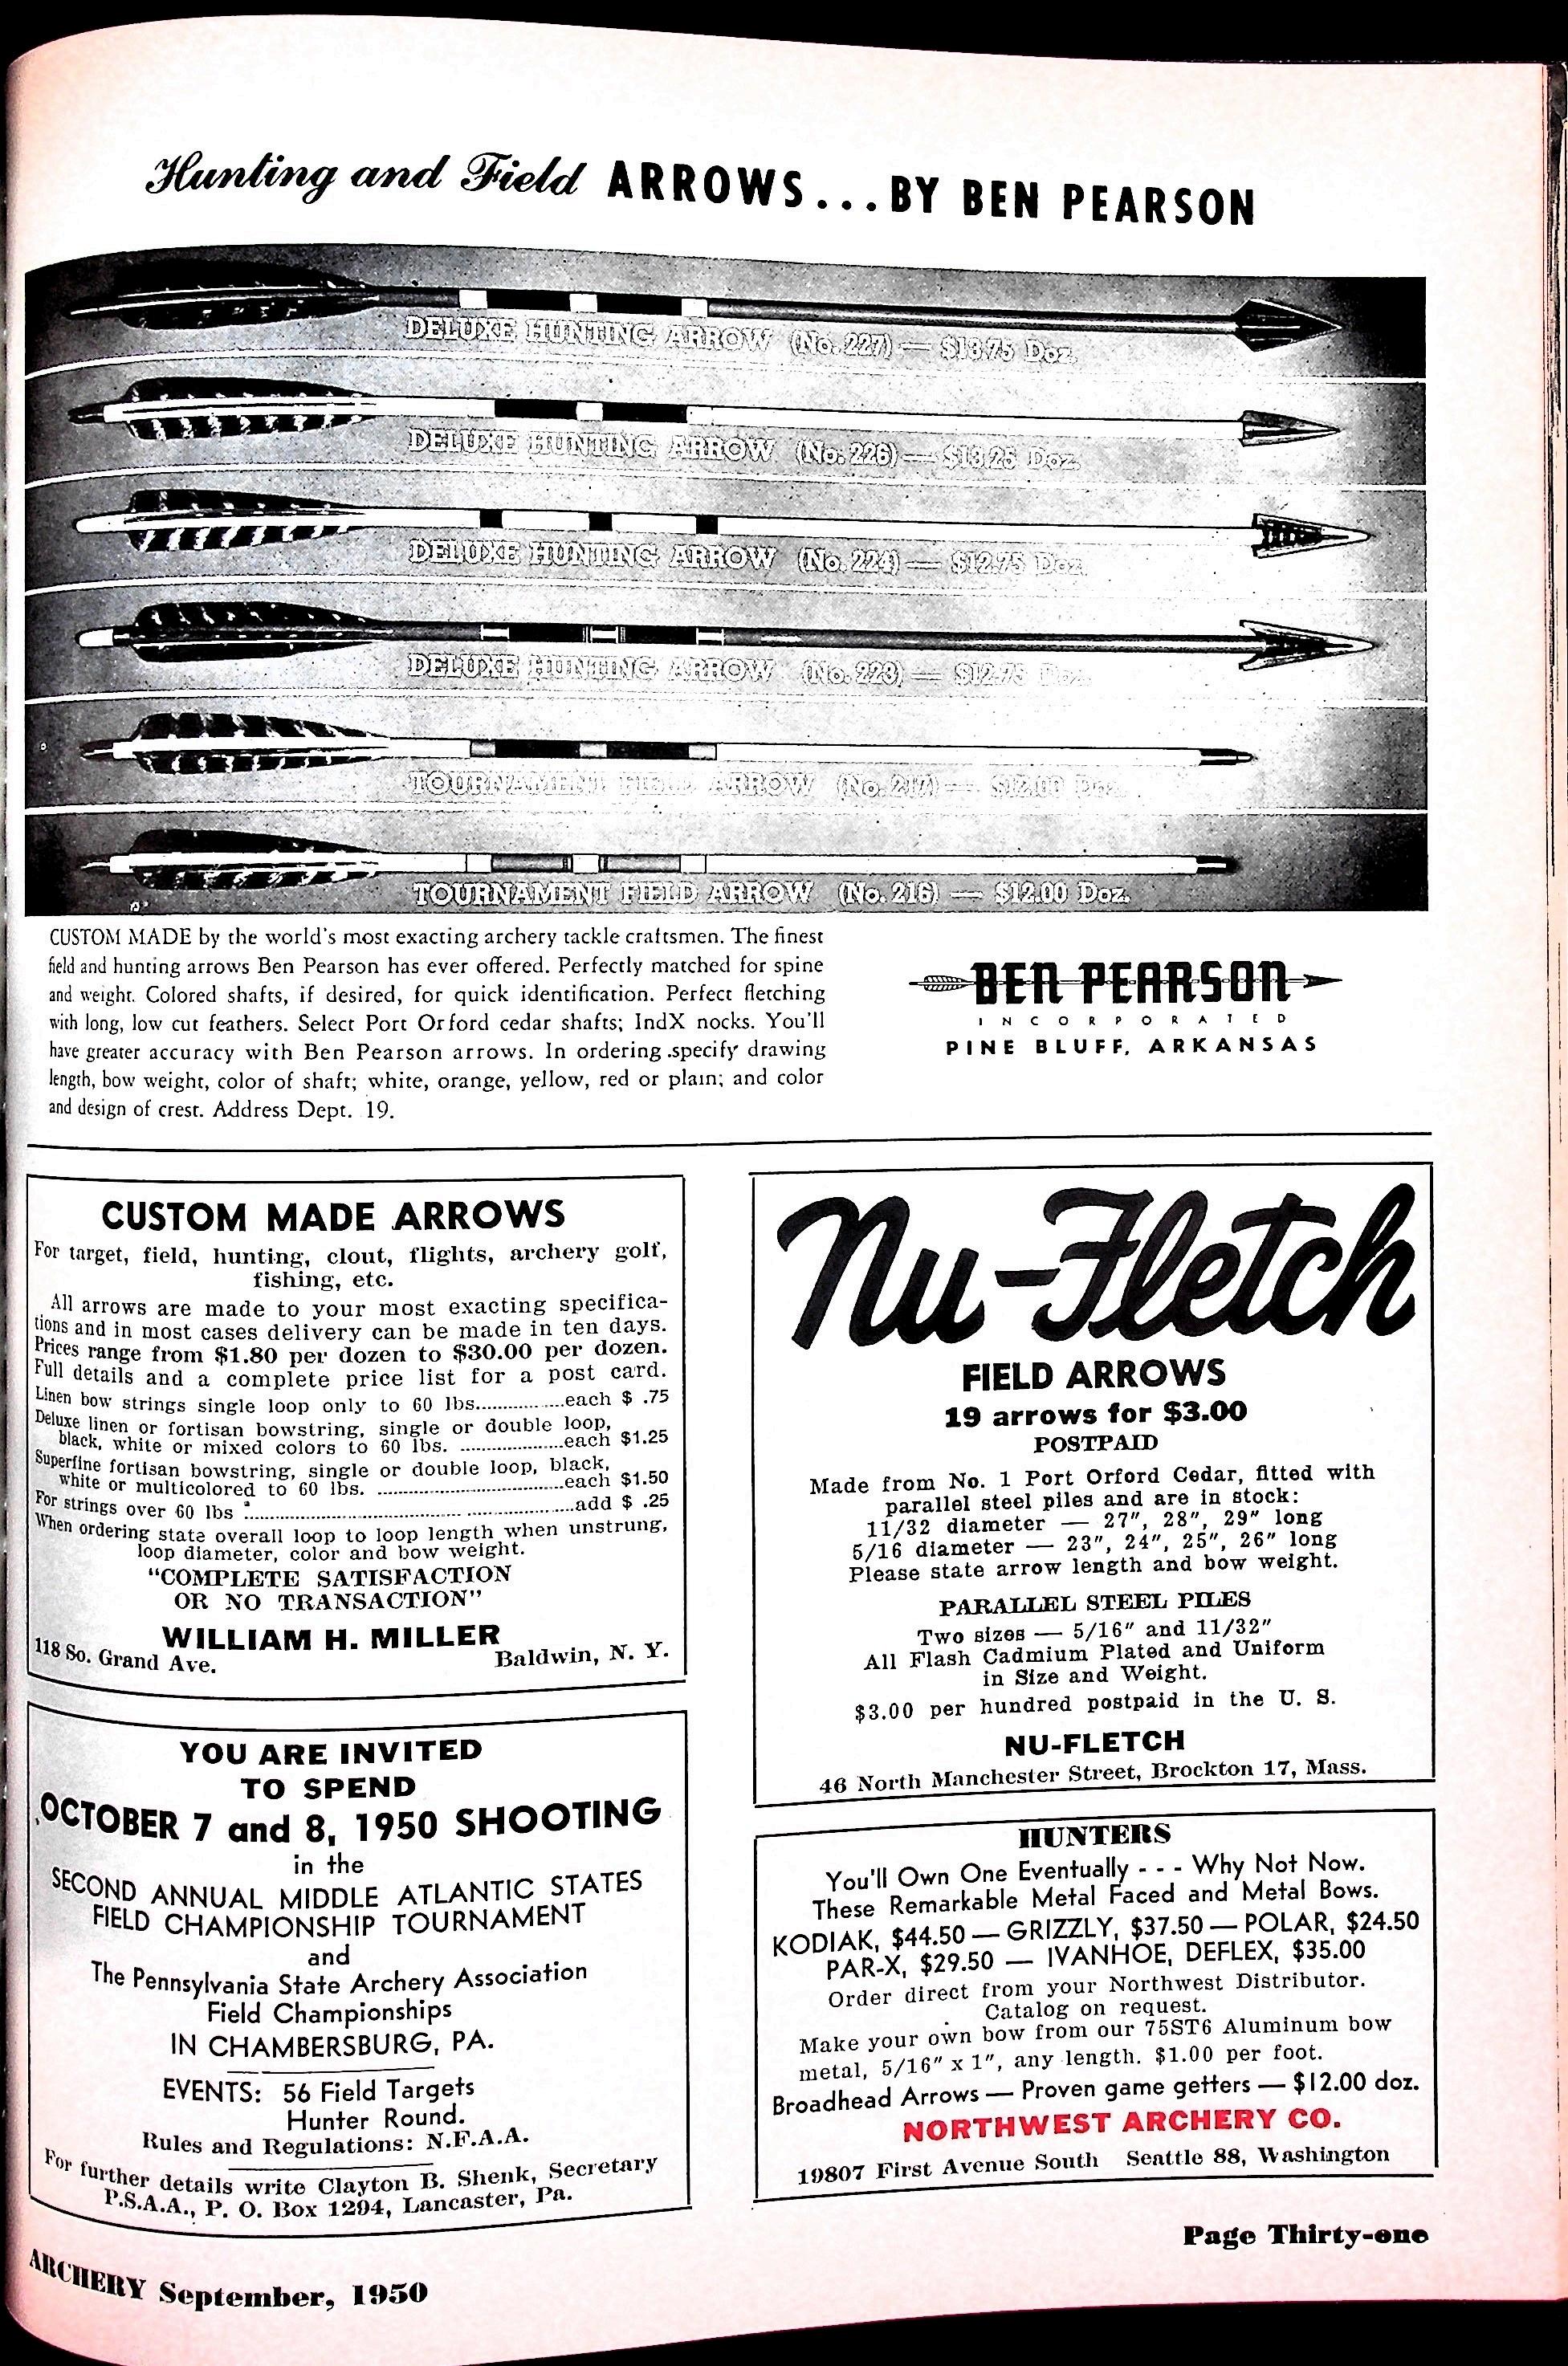 Hunting and Field ARROWS...BY BEN PEARSON
DELUXE HUNTING ARROW (No. 227) — $13.75 Doz.
DELUXE HUNTING ARROW (No. 226) — $13.25 Doz.
DELUXE HUNTING ARROW (No. 224) — $12.75 Doz.
DELUXE HUNTING ARROW (No. 223) — $12.75 Doz.
TOURNAMENT FIELD ARROW (No. 217) — $12.00 Doz.
TOURNAMENT FIELD ARROW (No. 216) — $12.00 Doz.
CUSTOM MADE by the world's most exacting archery tackle craftsmen. The finest
field and hunting arrows Ben Pearson has ever offered. Perfectly matched for spine
and weight. Colored shafts, if desired, for quick identification. Perfect fletching
with long, low cut feathers. Select Port Orford cedar shafts; IndX nocks. You'll
have greater accuracy with Ben Pearson arrows. In ordering specify drawing
length, bow weight, color of shaft; white, orange, yellow, red or plain; and color
and design of crest. Address Dept. 19.
BEN PEARSON
INCORPORATED
PINE BLUFF, ARKANSAS
CUSTOM MADE ARROWS
For target, field, hunting, clout, flights, archery golf,
fishing, etc.
All arrows are made to your most exacting specifica-
tions and in most cases delivery can be made in ten days.
Prices range from $1.80 per dozen to $30.00 per dozen.
Full details and a complete price list for a post card.
Linen bow strings single loop only to 60 lbs................each $ .75
Deluxe linen or fortisan bowstring, single or double loop,
black, white or mixed colors to 60 lbs. ....................each $1.25
Superfine fortisan bowstring, single or double loop, black,
white or multicolored to 60 lbs. ....................................each $1.50
For strings over 60 lbs ................................................................add $ .25
When ordering state overall loop to loop length when unstrung,
loop diameter, color and bow weight.
"COMPLETE SATISFACTION
OR NO TRANSACTION"
WILLIAM H. MILLER
118 So. Grand Ave. Baldwin, N. Y.
YOU ARE INVITED
TO SPEND
OCTOBER 7 and 8, 1950 SHOOTING
in the
SECOND ANNUAL MIDDLE ATLANTIC STATES
FIELD CHAMPIONSHIP TOURNAMENT
and
The Pennsylvania State Archery Association
Field Championships
IN CHAMBERSBURG, PA.
EVENTS: 56 Field Targets
Hunter Round.
Rules and Regulations: N.F.A.A.
For further details write Clayton B. Shenk, Secretary
P.S.A.A., P. O. Box 1294, Lancaster, Pa.
Nu-Fletch
FIELD ARROWS
19 arrows for $3.00
POSTPAID
Made from No. 1 Port Orford Cedar, fitted with
parallel steel piles and are in stock:
11/32 diameter — 27", 28", 29" long
5/16 diameter — 23", 24", 25", 26" long
Please state arrow length and bow weight.
PARALLEL STEEL PILES
Two sizes — 5/16" and 11/32"
All Flash Cadmium Plated and Uniform
in Size and Weight.
$3.00 per hundred postpaid in the U. S.
NU-FLETCH
46 North Manchester Street, Brockton 17, Mass.
HUNTERS
You'll Own One Eventually - - - Why Not Now.
These Remarkable Metal Faced and Metal Bows.
KODIAK, $44.50 — GRIZZLY, $37.50 — POLAR, $24.50
PAR-X, $29.50 — IVANHOE, DEFLEX, $35.00
Order direct from your Northwest Distributor.
Catalog on request.
Make your own bow from our 75ST6 Aluminum bow
metal, 5/16" x 1", any length. $1.00 per foot.
Broadhead Arrows — Proven game getters — $12.00 doz.
NORTHWEST ARCHERY CO.
19807 First Avenue South Seattle 88, Washington
Page Thirty-one
ARCHERY September, 1950